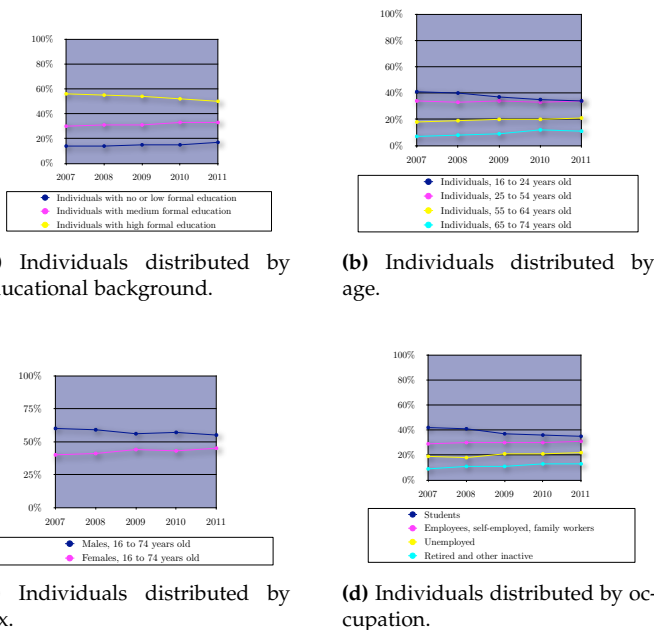 100%
80%
60%
40%
20%
0%
2007 2008 2009 2010 2011
Individuals with no or low formal education
Individuals with medium formal education
Individuals with high formal education
) Individuals distributed by
ucational background.
100%
80%
60%
40%
20%
0%
2007 2008 2009 2010 2011
Individuals, 16 to 24 years old
Individuals, 25 to 54 years old
Individuals, 55 to 64 years old
Individuals, 65 to 74 years old
(b) Individuals distributed by
age.
100%
75%
50%
25%
0%
2007 2008 2009 2010 2011
Males, 16 to 74 years old
Females, 16 to 74 years old
Individuals distributed by
x.
100%
80%
60%
40%
20%
0%
2007 2008 2009 2010 2011
Students
Employees, self-employed, family workers
Unemployed
Retired and other inactive
(d) Individuals distributed by oc-
cupation.